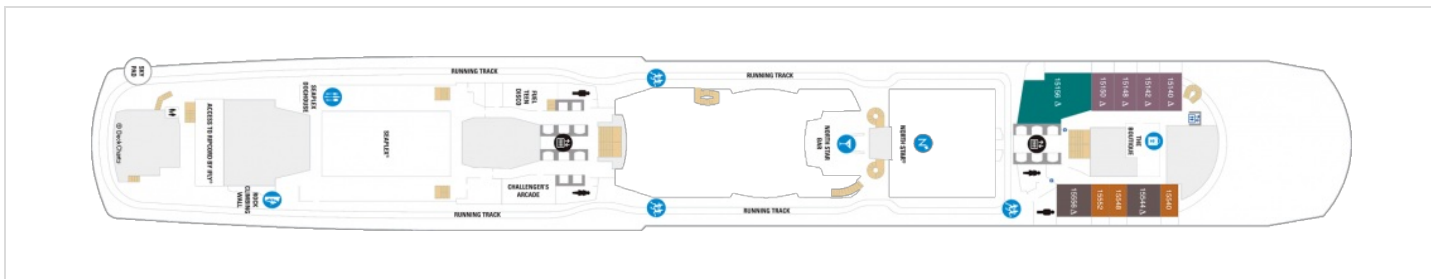 SKY
PAD
© Deck Charts
ACCESS TO RIPCORD BY iFLY®
SEAPLEX
DOGHOUSE
ROCK
CLIMBING
WALL
SEAPLEX®
RUNNING TRACK
FUEL
TEEN
DISCO
CHALLENGER'S
ARCADE
RUNNING TRACK
RUNNING TRACK
NORTH STAR
BAR
NORTH STAR®
RUNNING TRACK
15156
15150
15148
15142
15140
THE
BOUTIQUE
15556
15552
15548
15544
15540